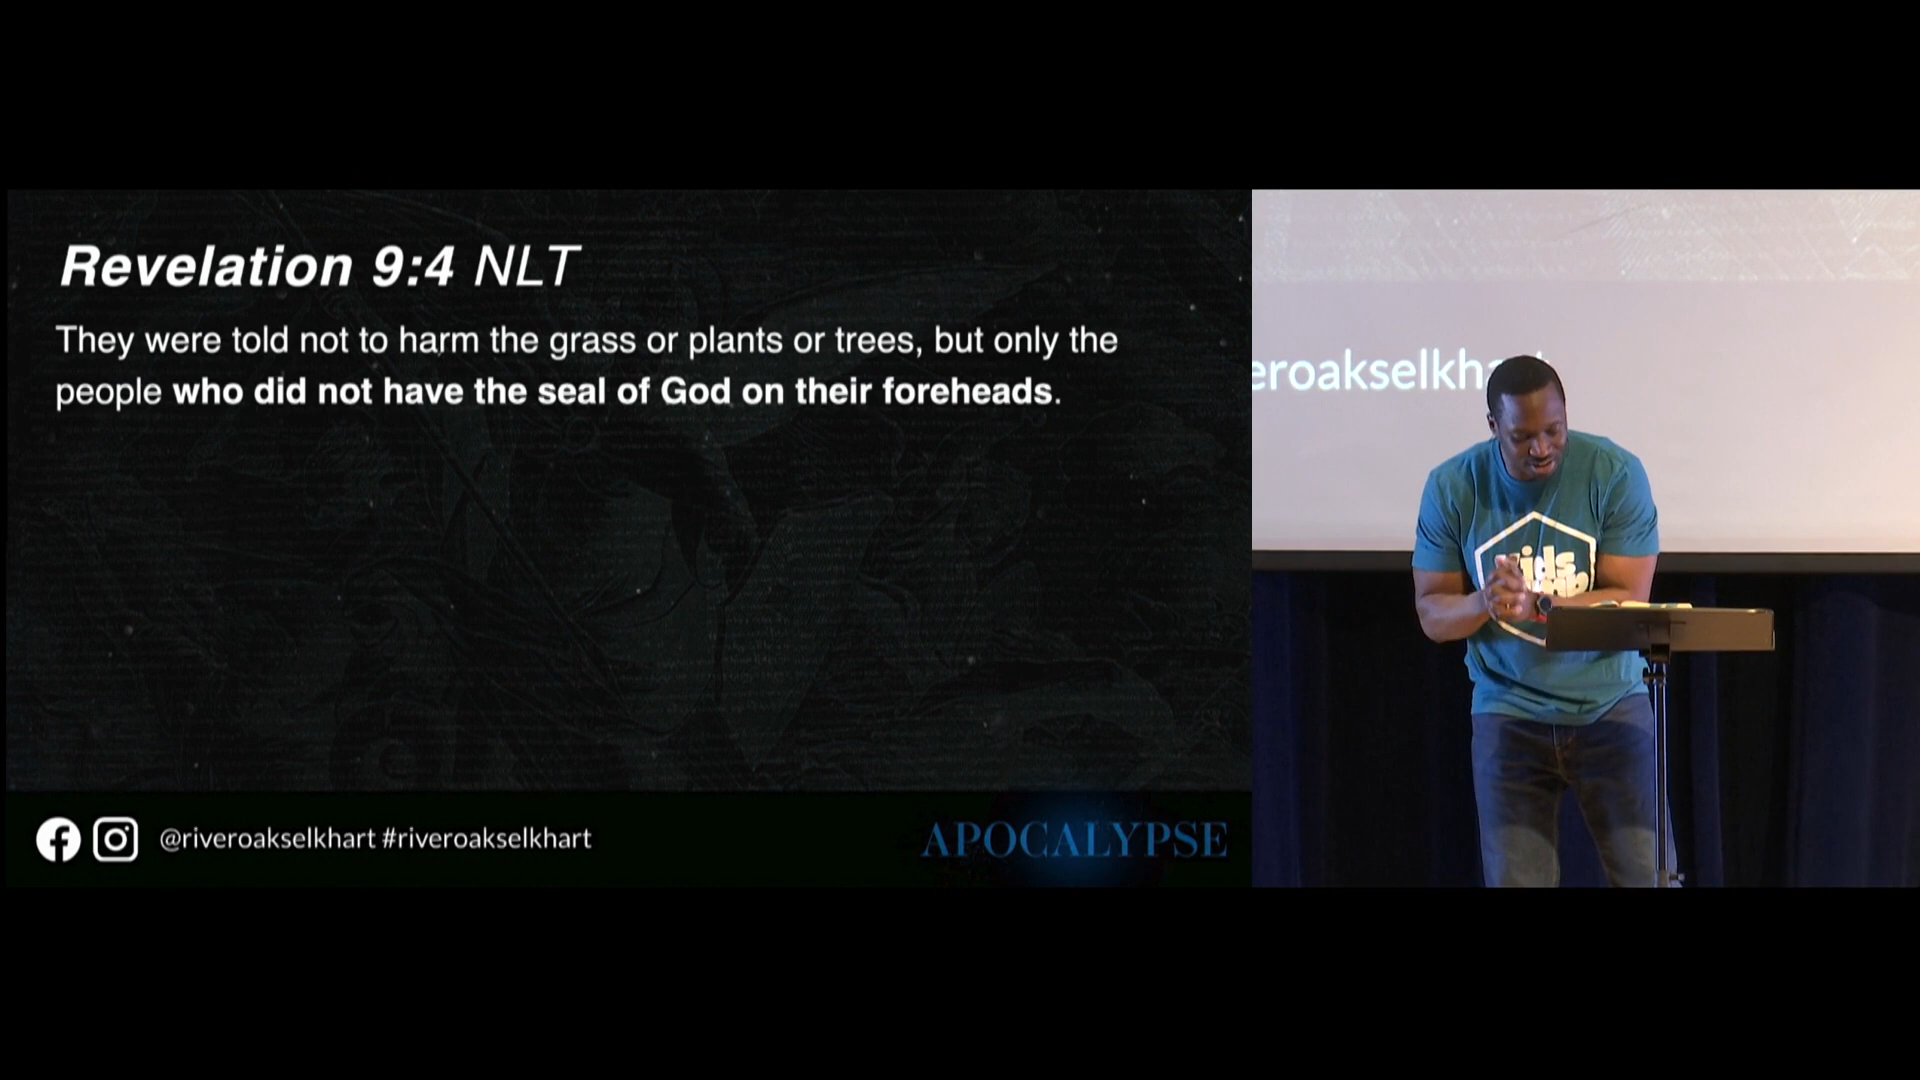 Revelation 9:4 NLT
They were told not to harm the grass or plants or trees, but only the
people who did not have the seal of God on their foreheads.
@riveroakselkhart #riveroakselkhart
APOCALYPSE